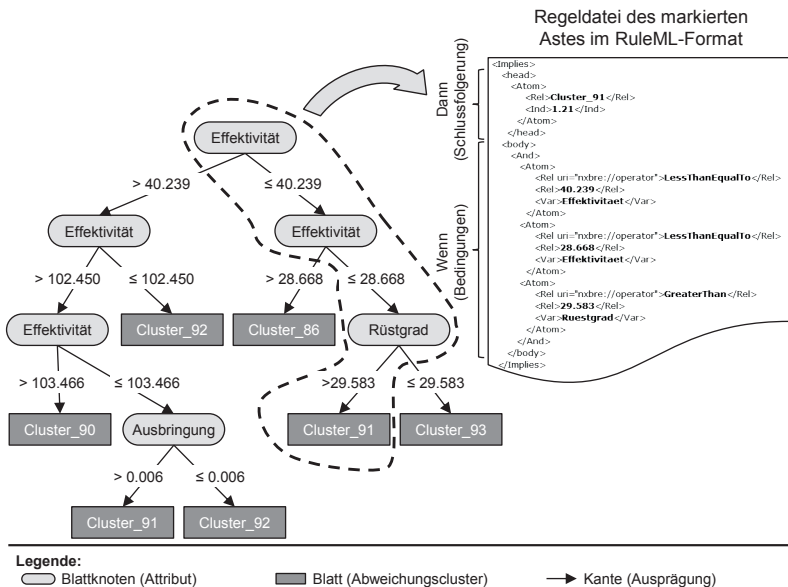 Regeldatei des markierten
Astes im RuleML-Format
Dann
(Schlussfolgerung)
<Implies>
<head>
<Atom>
<Rel>Cluster_91</Rel>
<Ind>1.21</Ind>
</Atom>
</head>
Wenn
(Bedingungen)
<body>
<And>
<Atom>
<Rel uri="nxbre://operator">LessThanEqualTo</Rel>
<Rel>40.239</Rel>
<Var>Effektivitaet</Var>
</Atom>
<Atom>
<Rel uri="nxbre://operator">LessThanEqualTo</Rel>
<Rel>28.668</Rel>
<Var>Effektivitaet</Var>
</Atom>
<Atom>
<Rel uri="nxbre://operator">GreaterThan</Rel>
<Rel>29.583</Rel>
<Var>Ruestgrad</Var>
</Atom>
</And>
</body>
</Implies>
Effektivität
> 40.239
≤ 40.239
Effektivität
Effektivität
> 102.450
≤ 102.450
> 28.668
≤ 28.668
Effektivität
Cluster_92
Cluster_86
Rüstgrad
> 103.466
≤ 103.466
>29.583
≤ 29.583
Cluster_90
Ausbringung
Cluster_91
Cluster_93
> 0.006
≤ 0.006
Cluster_91
Cluster_92
Legende:
Blattknoten (Attribut)
Blatt (Abweichungscluster)
Kante (Ausprägung)